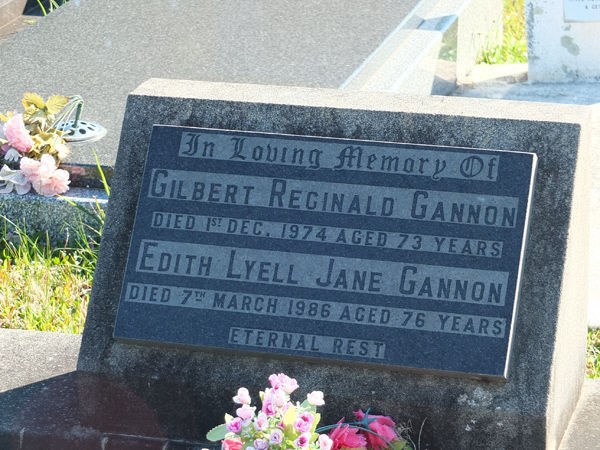 In Loving Memory Of
GILBERT REGINALD GANNON
DIED 1ST DEC. 1974 AGED 73 YEARS
EDITH LYELL JANE GANNON
DIED 7TH MARCH 1986 AGED 76 YEARS
ETERNAL REST